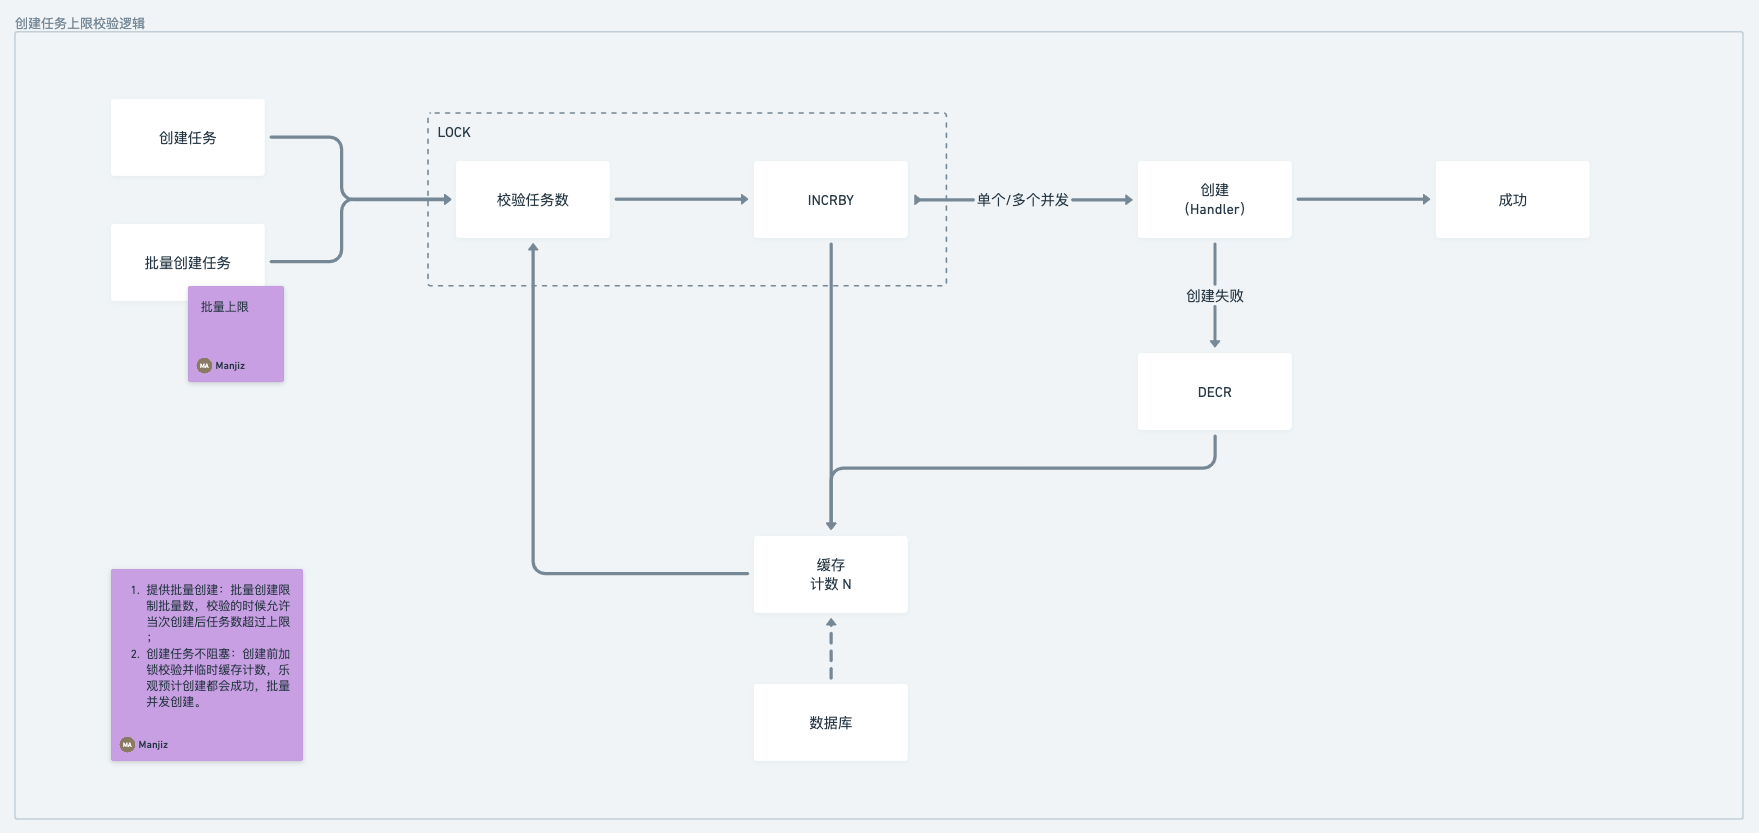 创建任务上限校验逻辑
创建任务
批量创建任务
批量上限
MA Manjiz
LOCK
校验任务数
INCRBY
单个/多个并发
创建
(Handler)
成功
创建失败
DECR
缓存
计数 N
数据库
1. 提供批量创建：批量创建限
制批量数，校验的时候允许
当次创建后任务数超过上限
；
2. 创建任务不阻塞：创建前加
锁校验并临时缓存计数，乐
观预计创建都会成功，批量
并发创建。
MA Manjiz